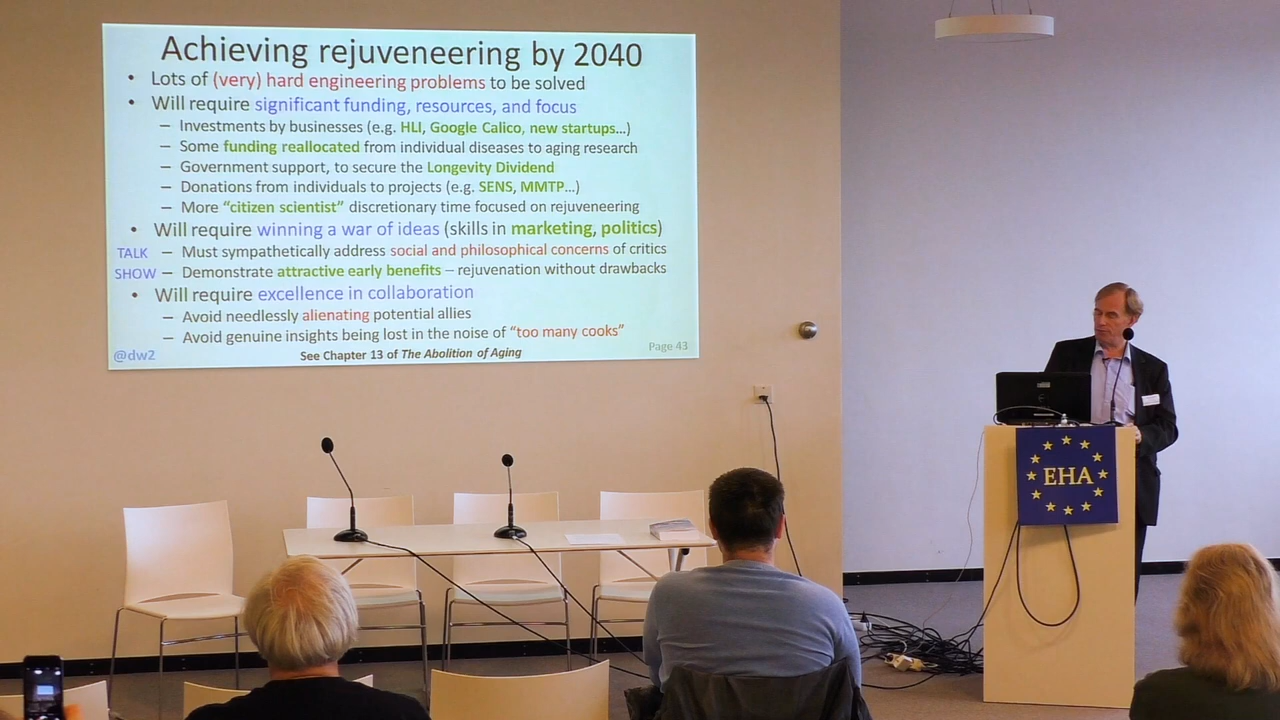 Achieving rejuveneering by 2040
• Lots of (very) hard engineering problems to be solved
• Will require significant funding, resources, and focus
– Investments by businesses (e.g. HLI, Google Calico, new startups…)
– Some funding reallocated from individual diseases to aging research
– Government support, to secure the Longevity Dividend
– Donations from individuals to projects (e.g. SENS, MMTP…)
– More “citizen scientist” discretionary time focused on rejuveneering
• Will require winning a war of ideas (skills in marketing, politics)
TALK – Must sympathetically address social and philosophical concerns of critics
SHOW – Demonstrate attractive early benefits – rejuvenation without drawbacks
• Will require excellence in collaboration
– Avoid needlessly alienating potential allies
– Avoid genuine insights being lost in the noise of “too many cooks”
@dw2 See Chapter 13 of The Abolition of Aging Page 43
EHA